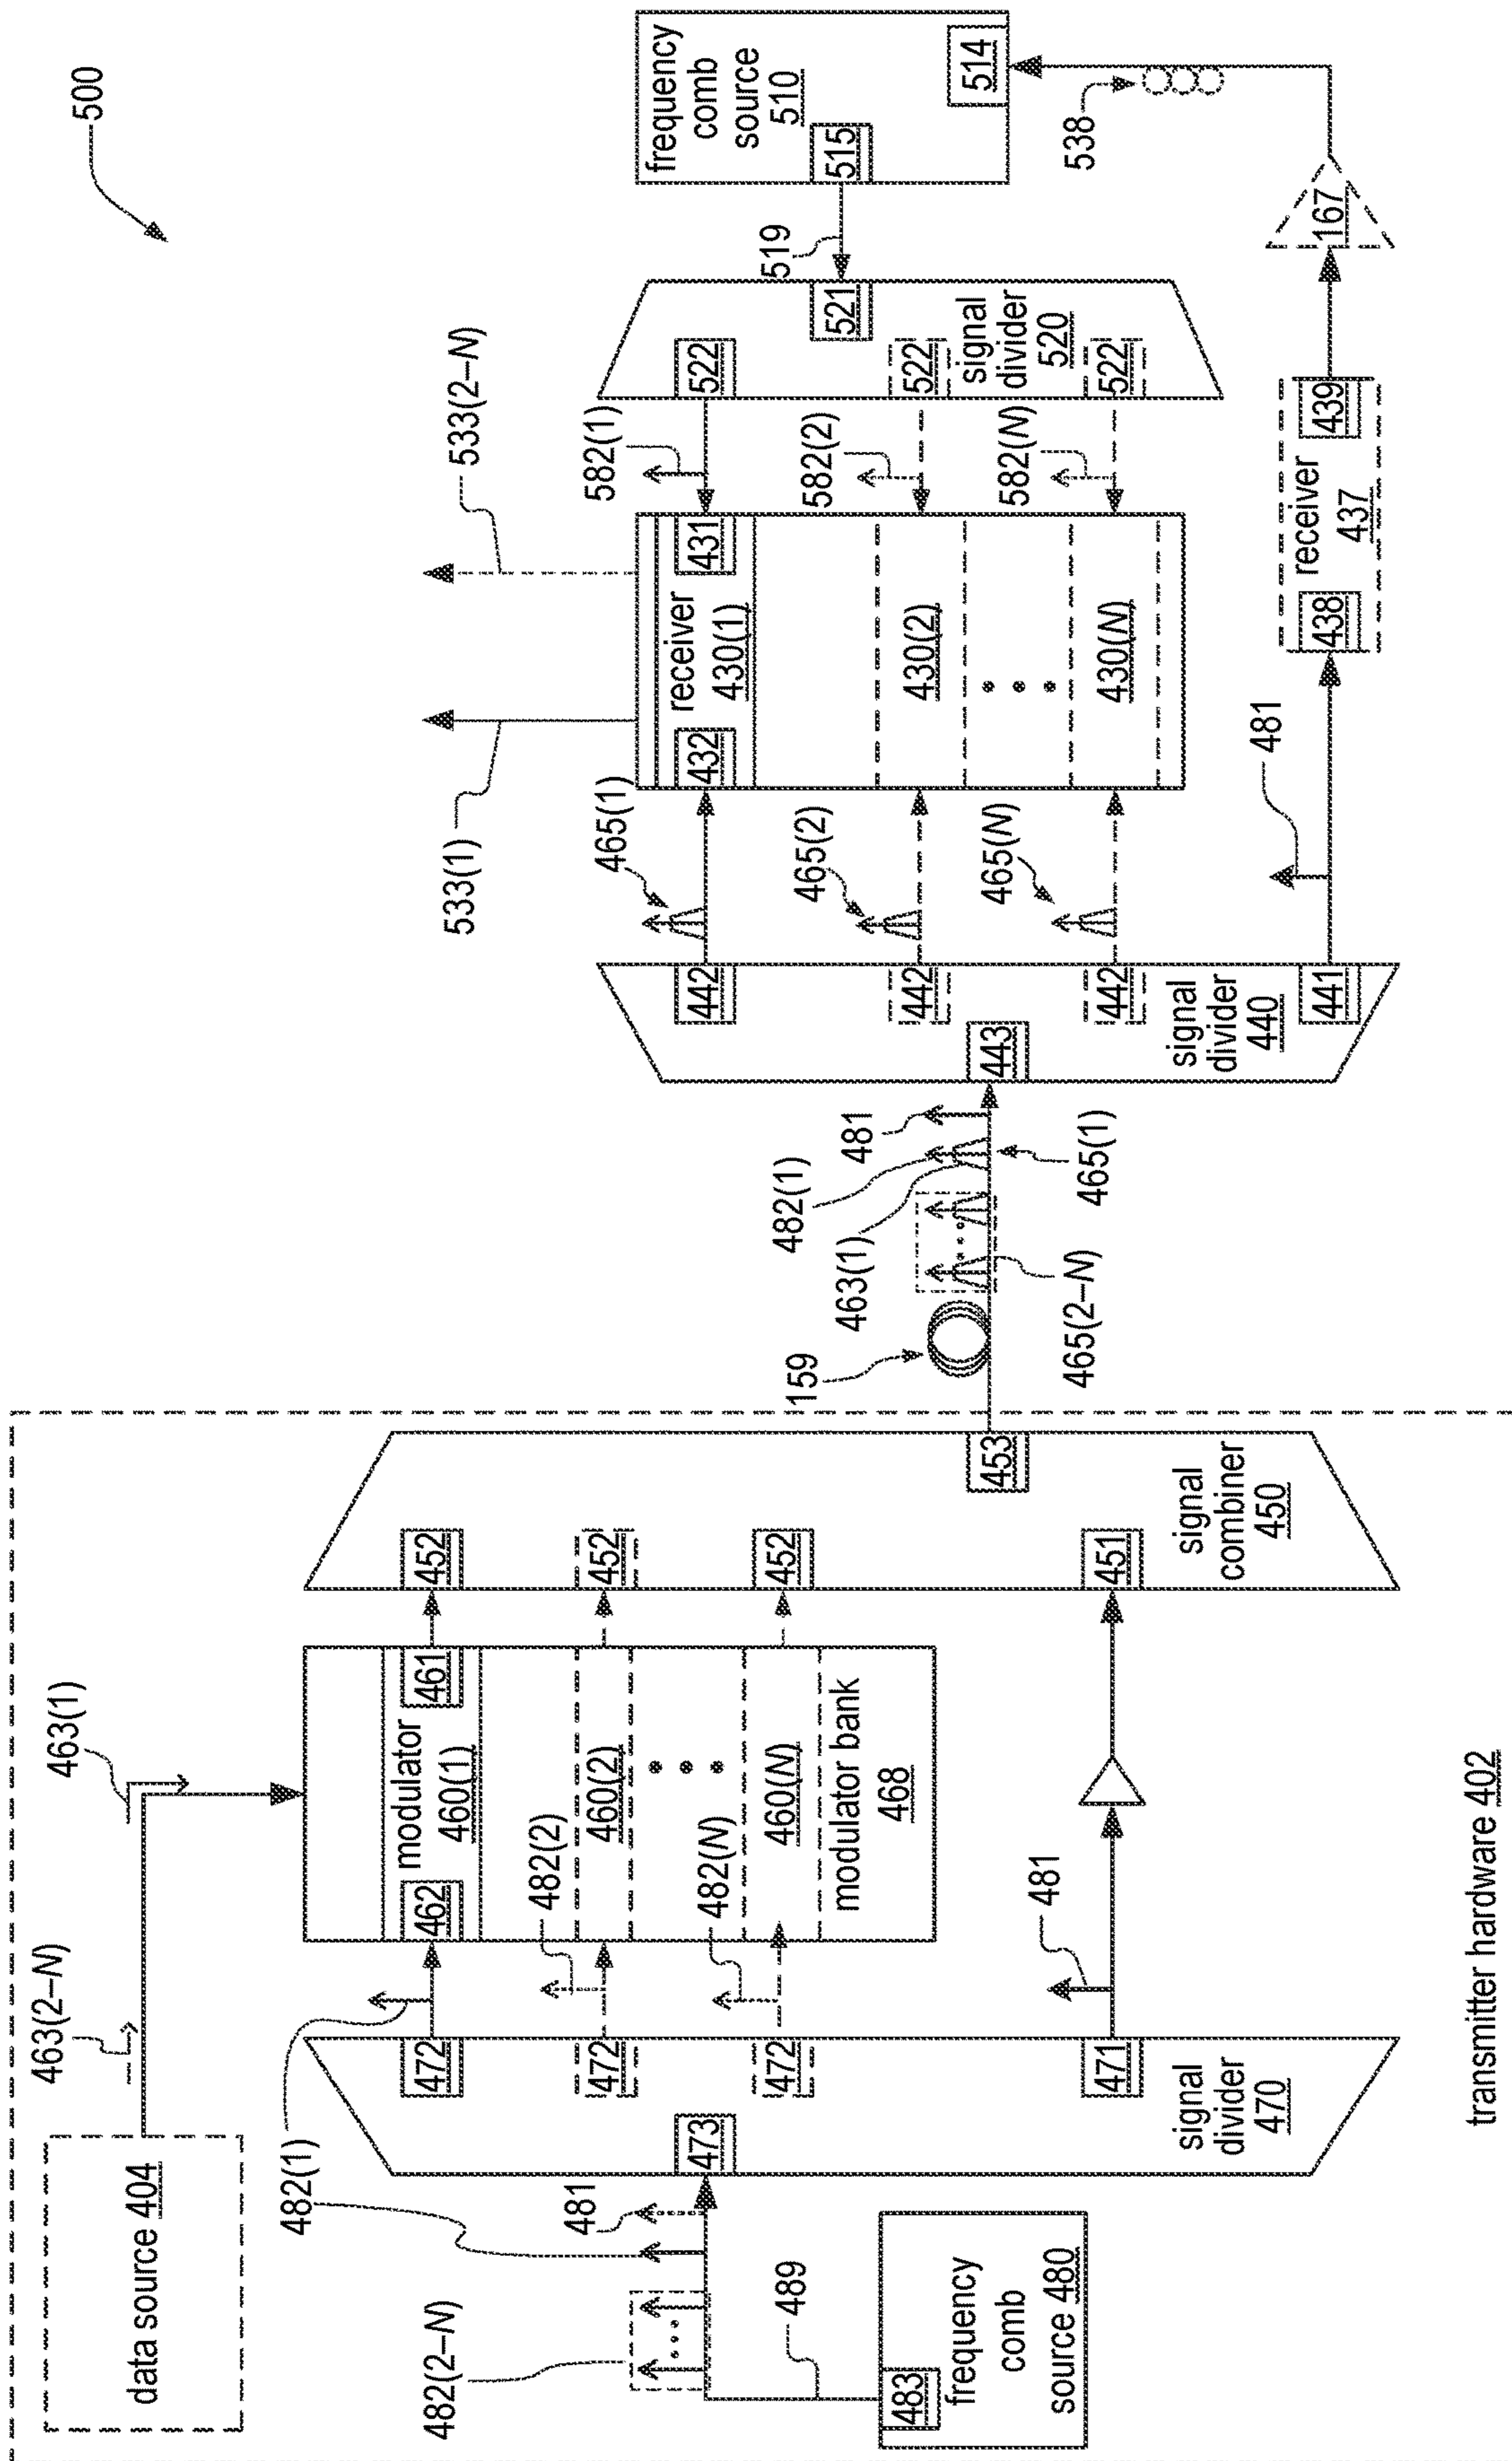 500
463(2–N)
463(1)
data source 404
482(1)
482(2–N)
481
489
483
frequency
comb
source 480
473
472
472
472
471
signal
divider
470
462
modulator
460(1)
461
482(2)
460(2)
482(N)
460(N)
modulator bank
468
481
452
452
452
451
453
signal
combiner
450
transmitter hardware 402
159
465(2–N)
463(1)
482(1)
481
465(1)
443
442
442
442
441
signal
divider
440
533(1)
533(2–N)
465(1)
465(2)
465(N)
481
432
receiver
430(1)
431
430(2)
430(N)
438
receiver
437
439
582(1)
582(2)
582(N)
522
522
522
521
signal
divider
520
519
515
frequency
comb
source
510
514
538
167